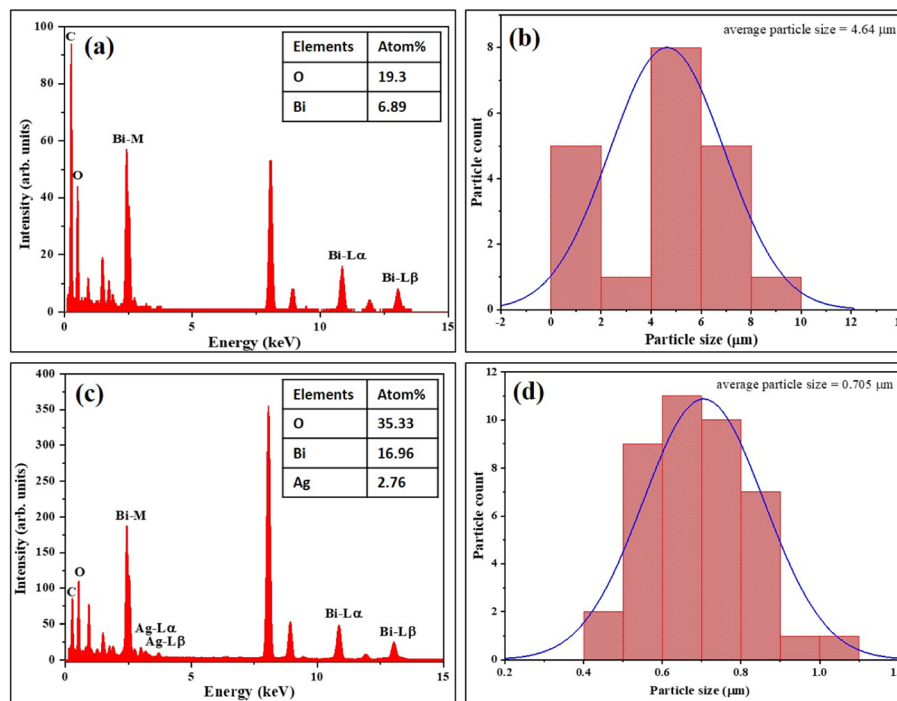 (a)
C
O
Bi-M
Bi-Lα
Bi-Lβ
Elements Atom%
O 19.3
Bi 6.89
100
80
60
40
20
0
0 5 10 15
Intensity (arb. units)
Energy (keV)
(b)
average particle size = 4.64 μm
8
6
4
2
0
-2 0 2 4 6 8 10 12
Particle count
Particle size (μm)
(c)
C
O
Bi-M
Ag-Lα
Ag-Lβ
Bi-Lα
Bi-Lβ
Elements Atom%
O 35.33
Bi 16.96
Ag 2.76
400
350
300
250
200
150
100
50
0
0 5 10 15
Intensity (arb. units)
Energy (keV)
(d)
average particle size = 0.705 μm
12
10
8
6
4
2
0
0.2 0.4 0.6 0.8 1.0
Particle count
Particle size (μm)